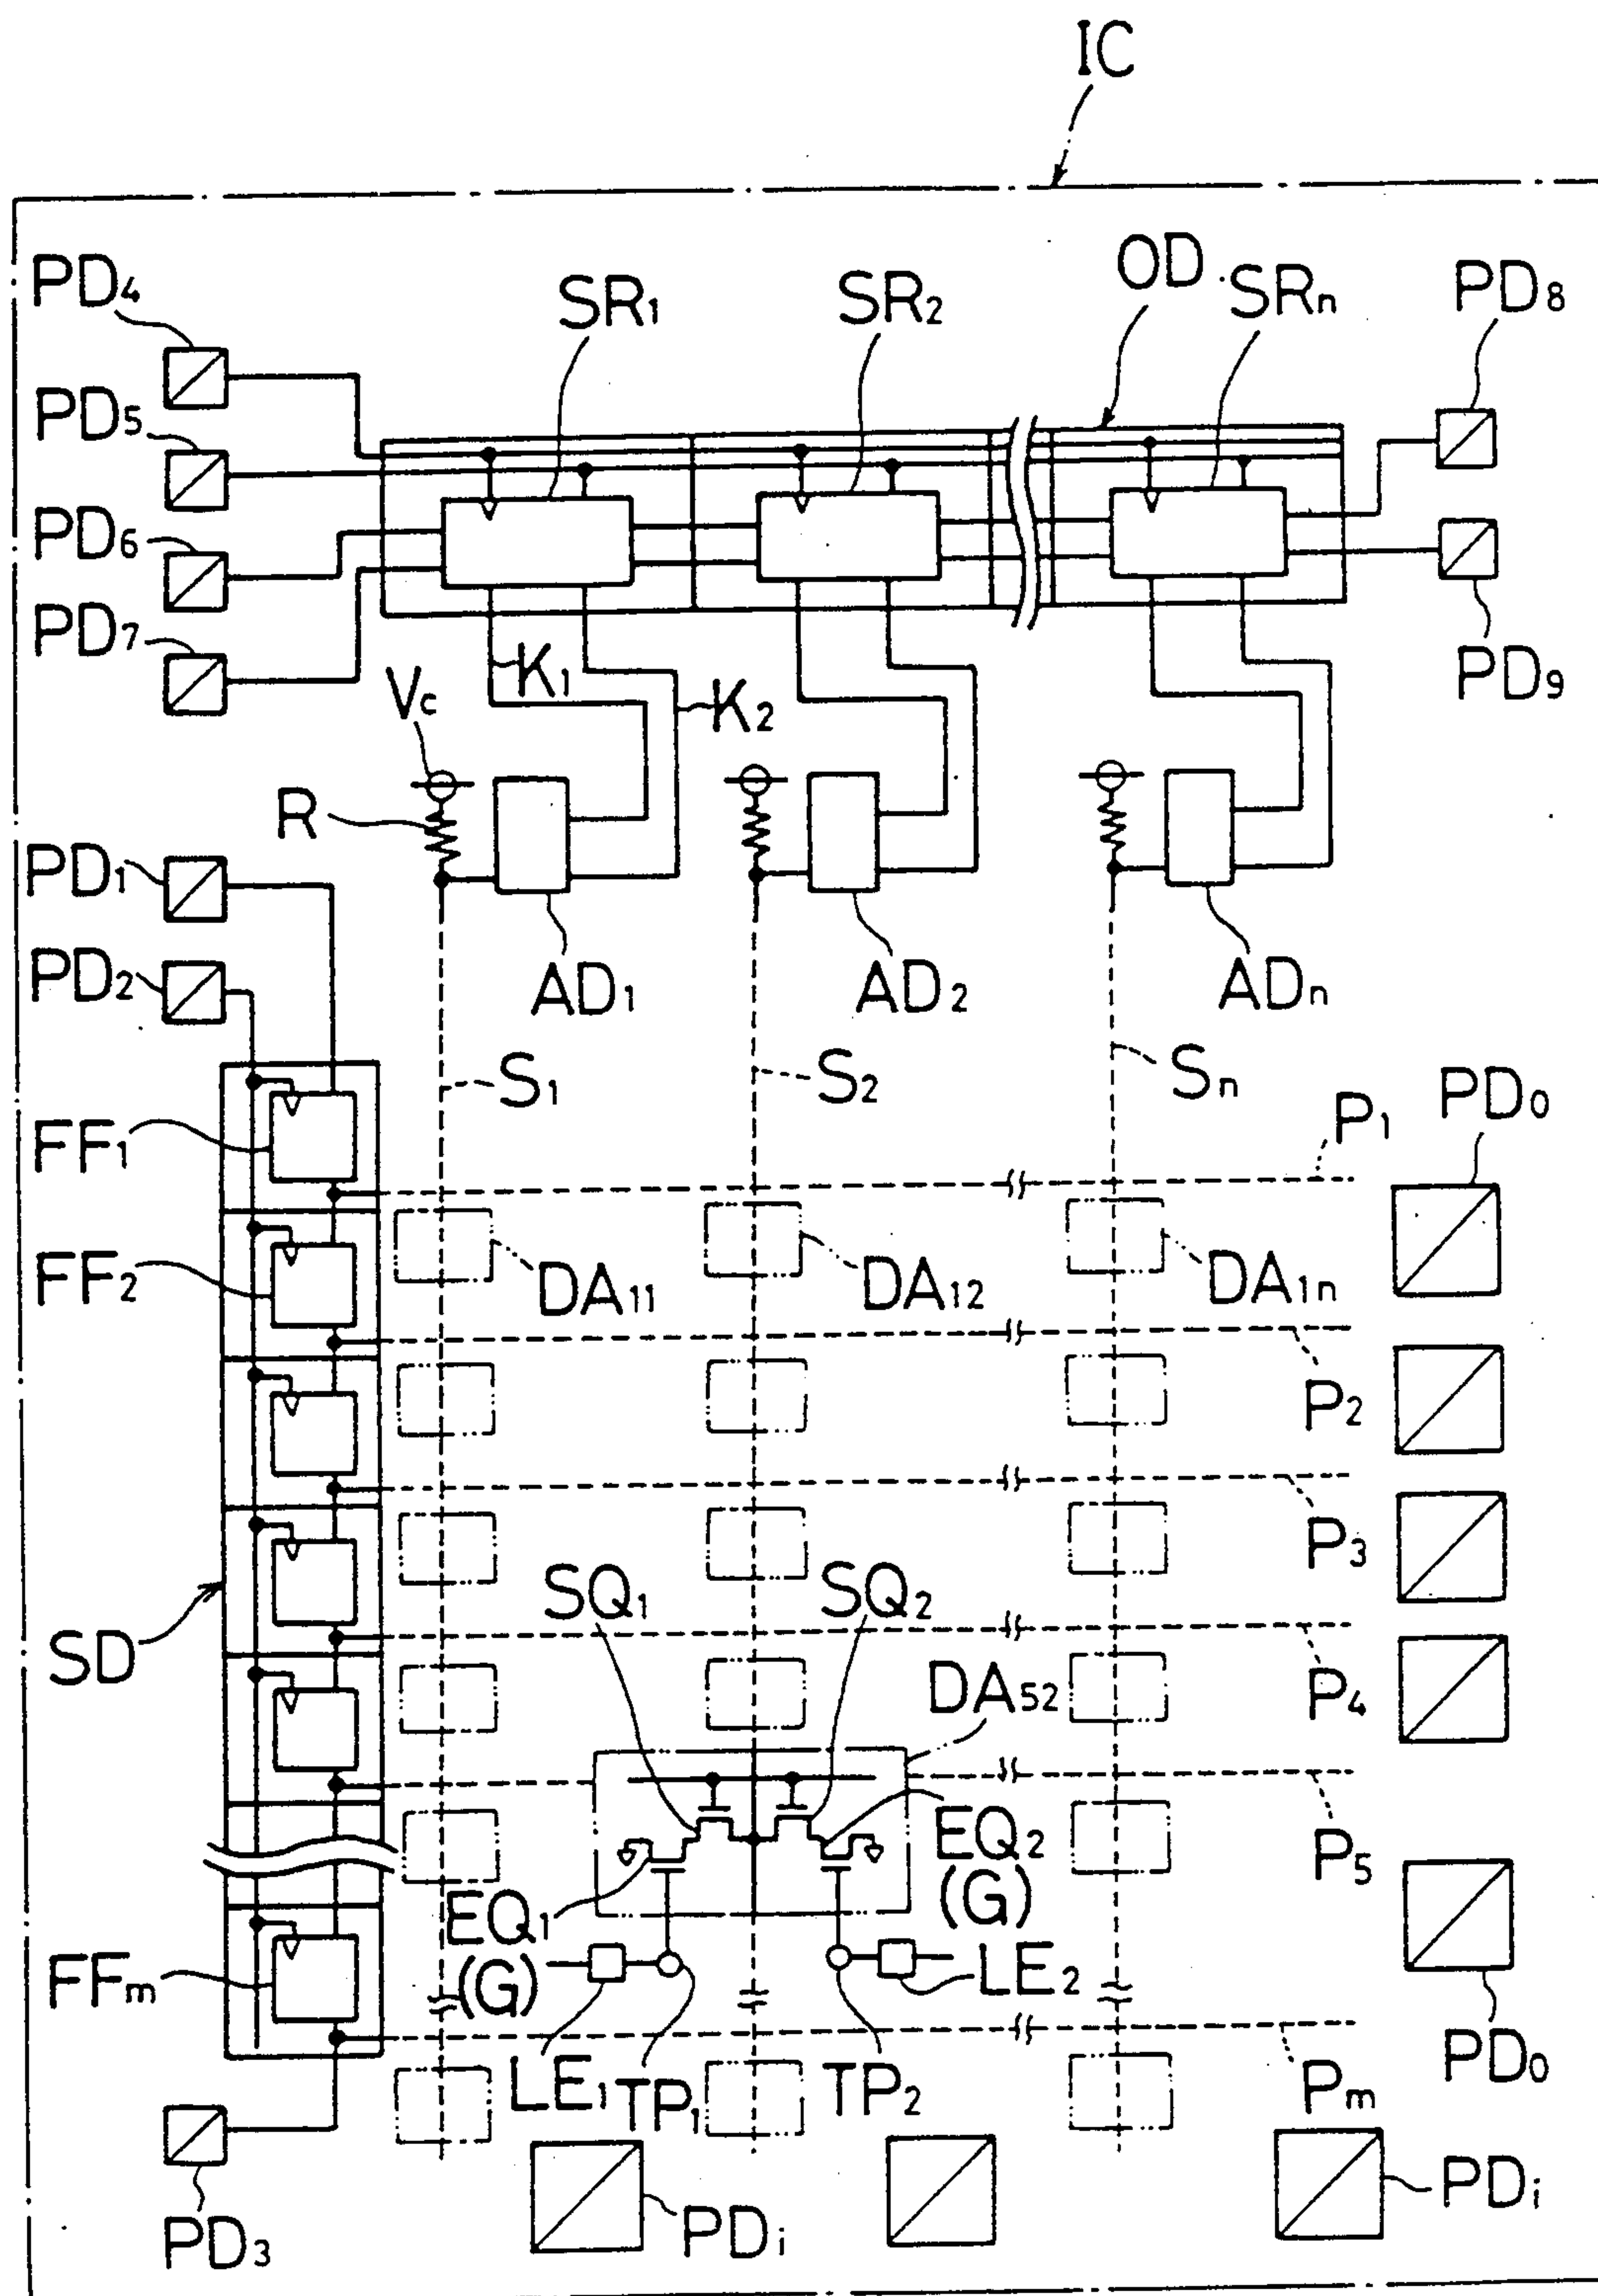 IC
OD
PD4
SR1
SR2
SRn
PD8
PD5
PD6
PD7
K1
K2
PD9
Vc
R
PD1
PD2
AD1
AD2
ADn
S1
S2
Sn
P1
PD0
FF1
FF2
DA11
DA12
DA1n
P2
P3
SQ1
SQ2
SD
DA52
P4
EQ1
(G)
EQ2
(G)
P5
FFm
LE2
LE1
TP1
TP2
Pm
PD0
PD3
PDi
PDi